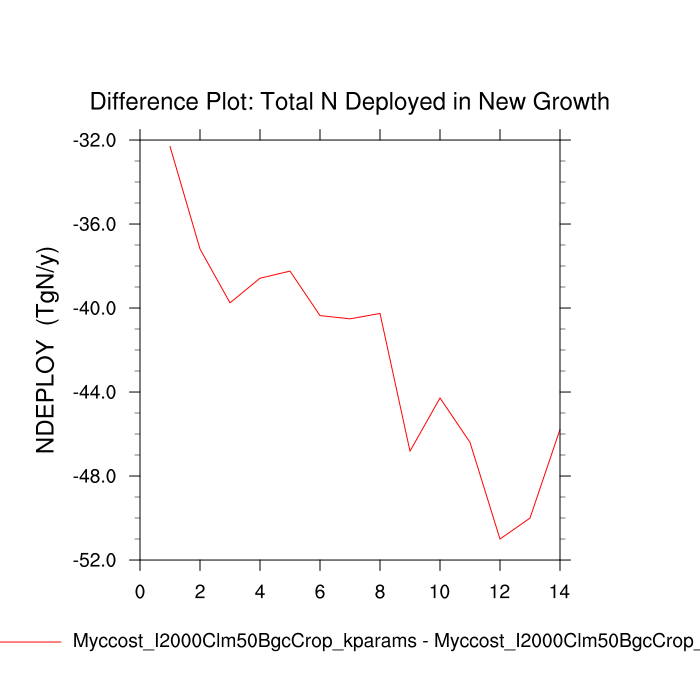 Difference Plot: Total N Deployed in New Growth
NDEPLOY (TgN/y)
-32.0
-36.0
-40.0
-44.0
-48.0
-52.0
0 2 4 6 8 10 12 14
Myccost_I2000Clm50BgcCrop_kparams - Myccost_I2000Clm50BgcCrop_